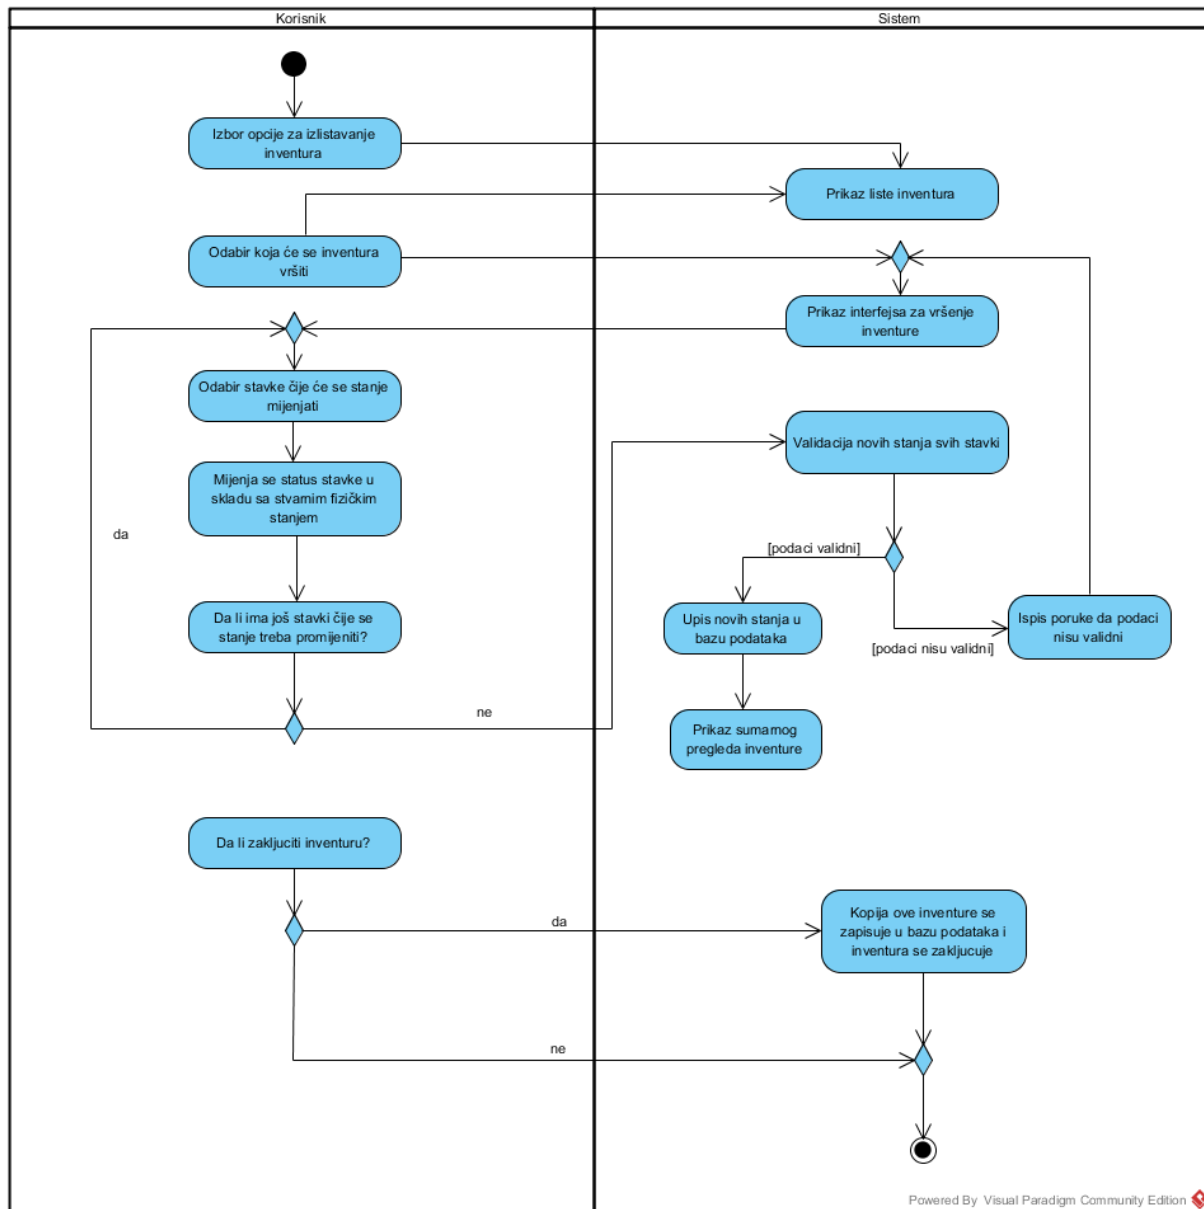 Korisnik
Sistem
Izbor opcije za izlistavanje
inventura
Prikaz liste inventura
Odabir koja će se inventura
vršiti
Prikaz interfejsa za vršenje
inventure
Odabir stavke čije će se stanje
mijenjati
Validacija novih stanja svih stavki
Mijenja se status stavke u
skladu sa stvarnim fizičkim
stanjem
da
[podaci validni]
Da li ima još stavki čije se
stanje treba promijeniti?
Upis novih stanja u
bazu podataka
Ispis poruke da podaci
nisu validni
[podaci nisu validni]
ne
Prikaz sumarnog
pregleda inventure
Da li zakljuciti inventuru?
da
Kopija ove inventure se
zapisuje u bazu podataka i
inventura se zakljucuje
ne
Powered By Visual Paradigm Community Edition